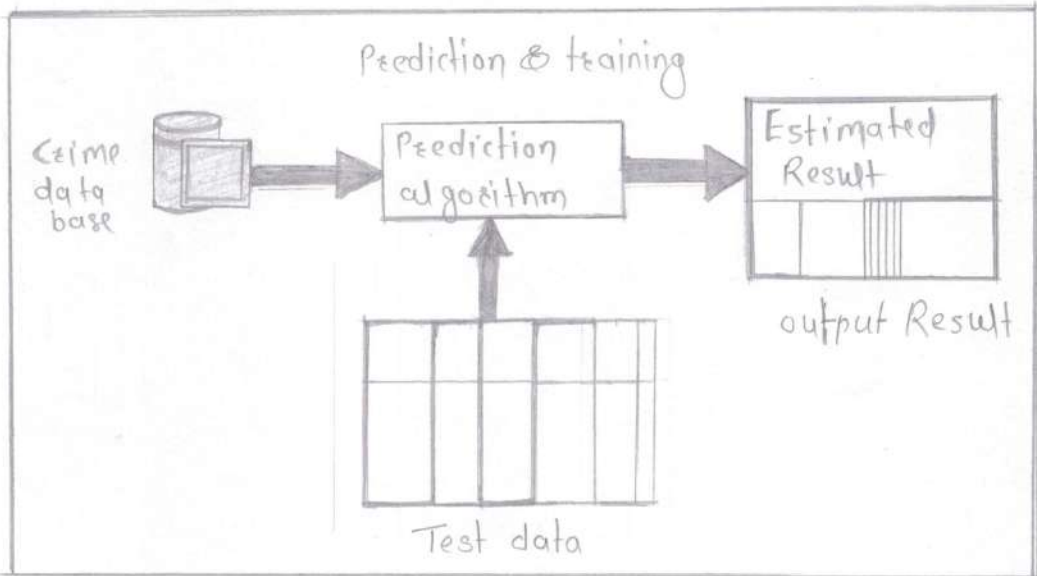 Prediction & training
Crime
data
base
Prediction
algorithm
Estimated
Result
output Result
Test data